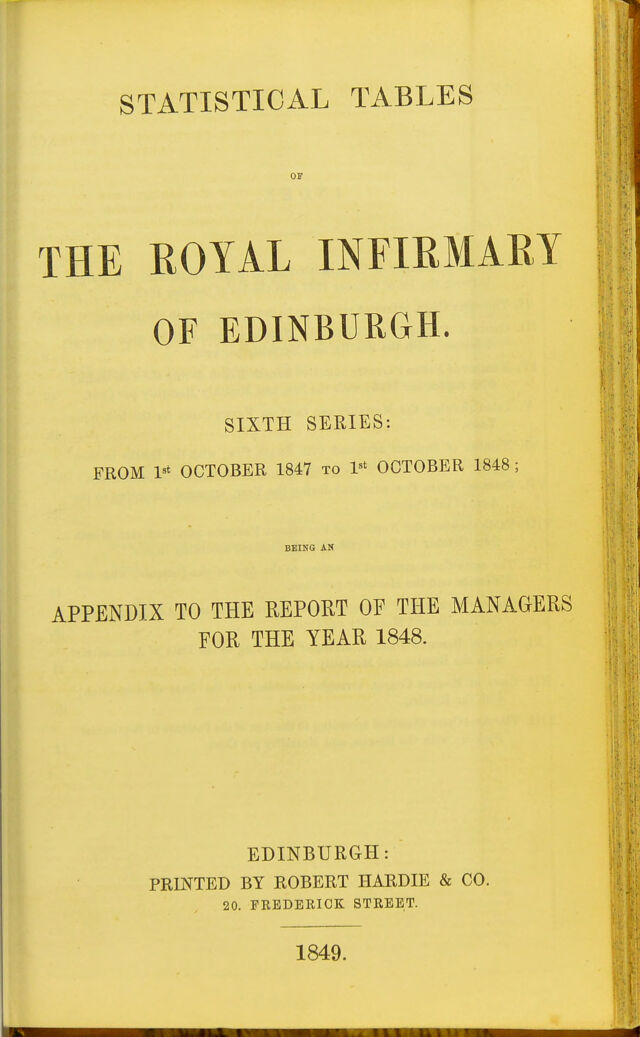 STATISTICAL TABLES
OF
THE ROYAL INFIRMARY
OF EDINBURGH.
SIXTH SERIES:
FROM 1st OCTOBER 1847 TO 1st OCTOBER 1848;
BEING AN
APPENDIX TO THE REPORT OF THE MANAGERS
FOR THE YEAR 1848.
EDINBURGH:
PRINTED BY ROBERT HARDIE & CO.
20. FREDERICK STREET.
1849.